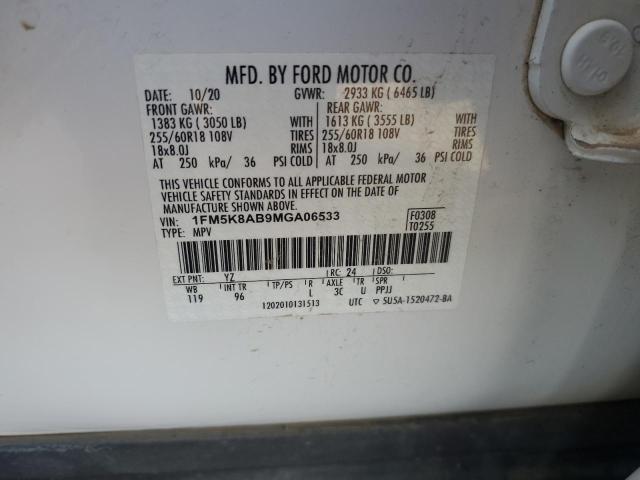 MFD. BY FORD MOTOR CO.
DATE: 10/20 GVWR: 2933 KG ( 6465 LB)
FRONT GAWR: REAR GAWR:
1383 KG ( 3050 LB) WITH 1613 KG ( 3555 LB) WITH
255/60R18 108V TIRES 255/60R18 108V TIRES
18x8.0J RIMS 18x8.0J RIMS
AT 250 kPa/ 36 PSI COLD AT 250 kPa/ 36 PSI COLD
THIS VEHICLE CONFORMS TO ALL APPLICABLE FEDERAL MOTOR
VEHICLE SAFETY STANDARDS IN EFFECT ON THE DATE OF
MANUFACTURE SHOWN ABOVE.
VIN: 1FM5K8AB9MGA06533 F0308
TYPE: MPV T0255
EXT PNT: YZ RC: 24 DSO:
WB INT TR TP/PS R AXLE TR SPR
119 96 L 3C U PPJJ
1202010131513 UTC ▽ 5U5A-1520472-BA